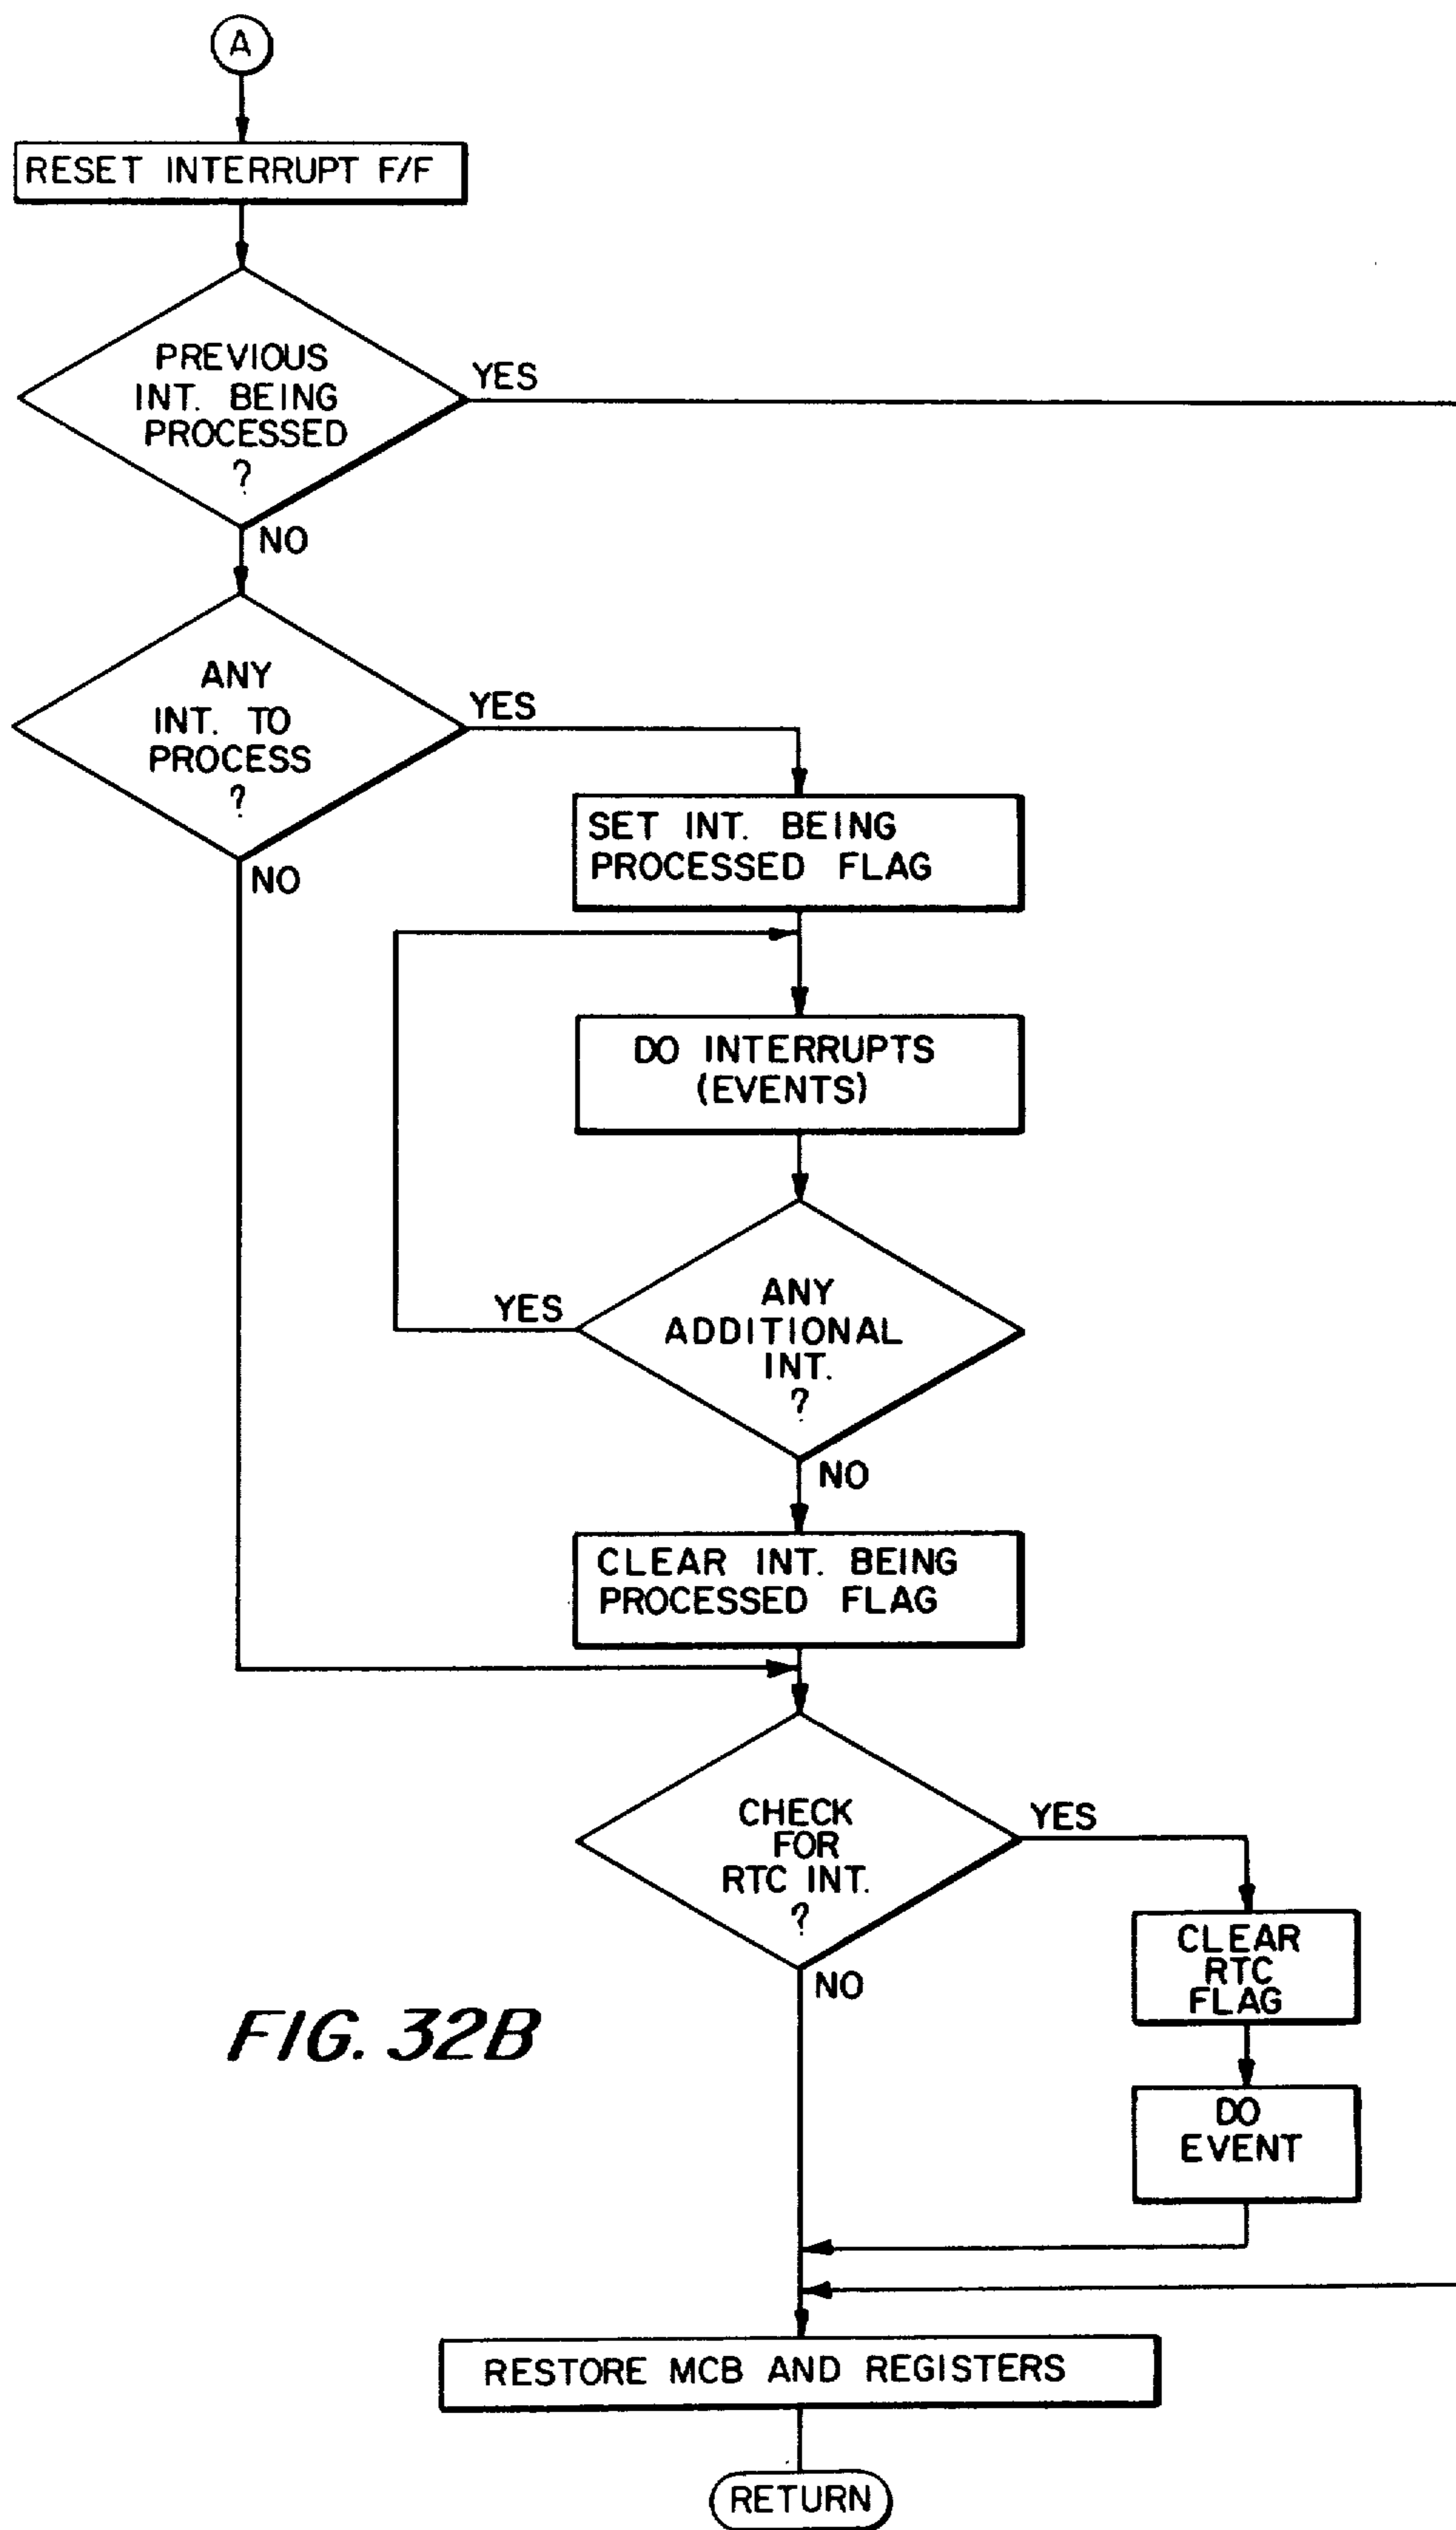 A
RESET INTERRUPT F/F
PREVIOUS
INT. BEING
PROCESSED
?
YES
NO
ANY
INT. TO
PROCESS
?
YES
NO
SET INT. BEING
PROCESSED FLAG
DO INTERRUPTS
(EVENTS)
ANY
ADDITIONAL
INT.
?
YES
NO
CLEAR INT. BEING
PROCESSED FLAG
CHECK
FOR
RTC INT.
?
YES
NO
CLEAR
RTC
FLAG
DO
EVENT
FIG. 32B
RESTORE MCB AND REGISTERS
RETURN